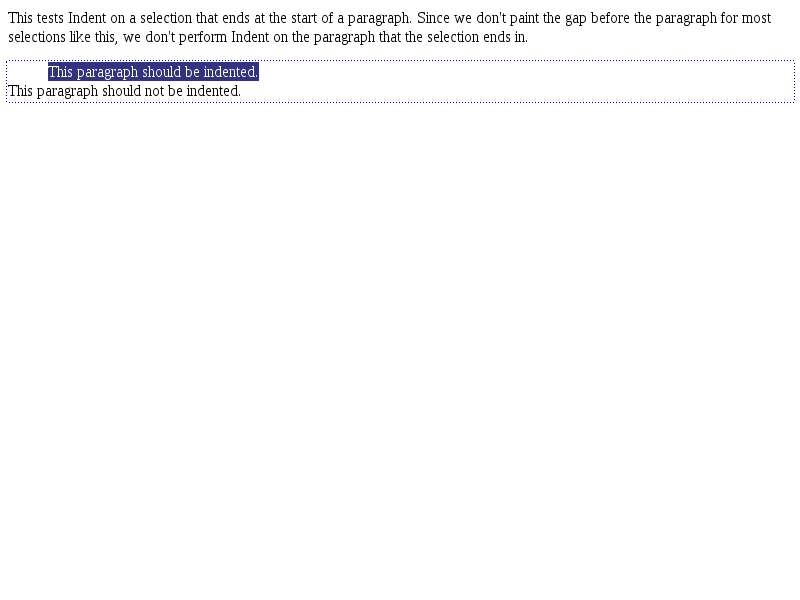 This tests Indent on a selection that ends at the start of a paragraph. Since we don't paint the gap before the paragraph for most
selections like this, we don't perform Indent on the paragraph that the selection ends in.
This paragraph should be indented.
This paragraph should not be indented.